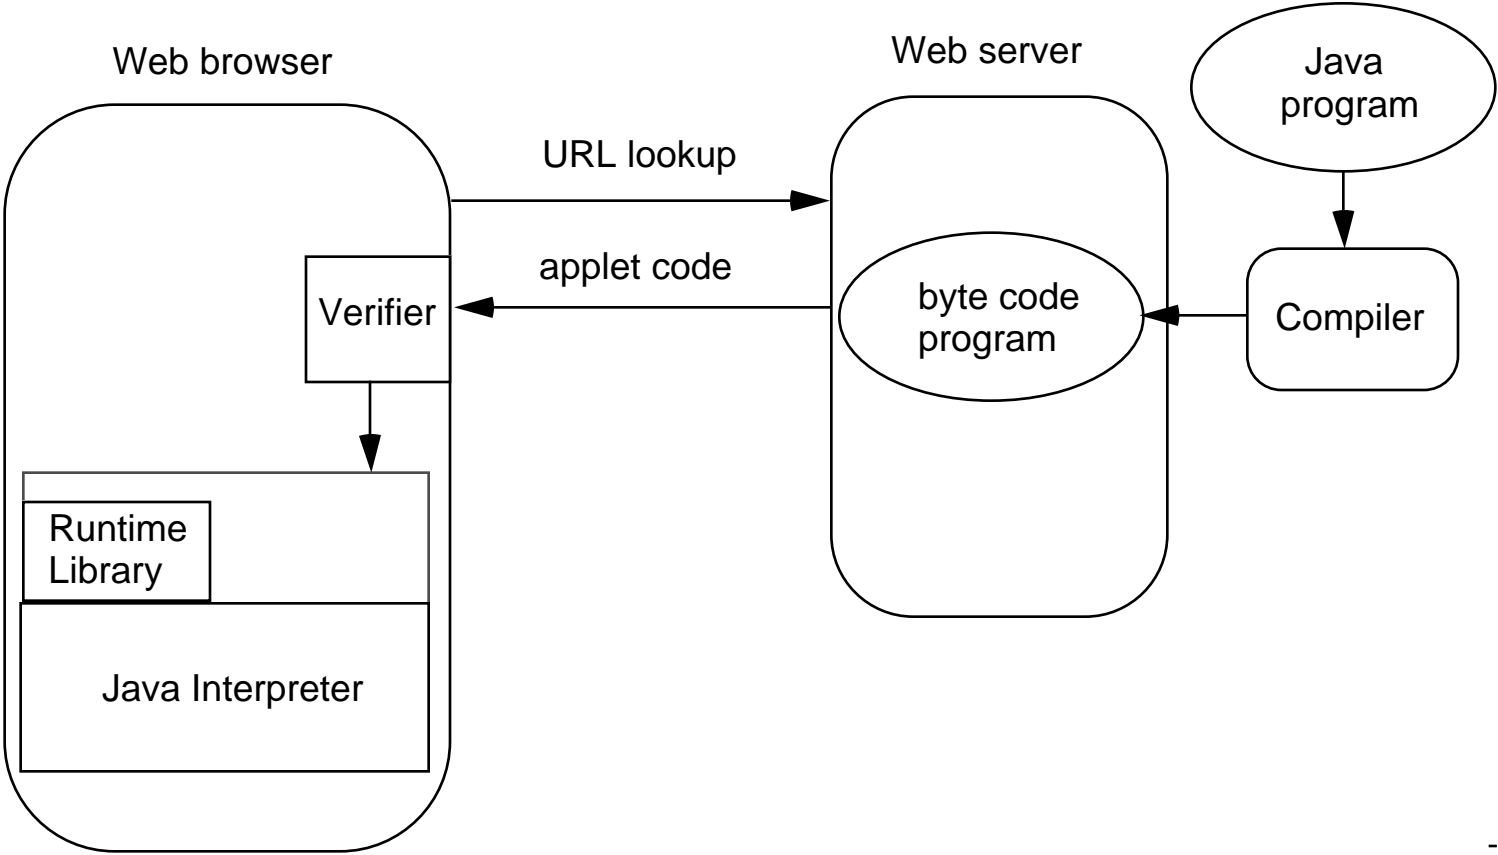 Web browser
Web server
Java
program
URL lookup
applet code
Verifier
byte code
program
Compiler
Runtime
Library
Java Interpreter